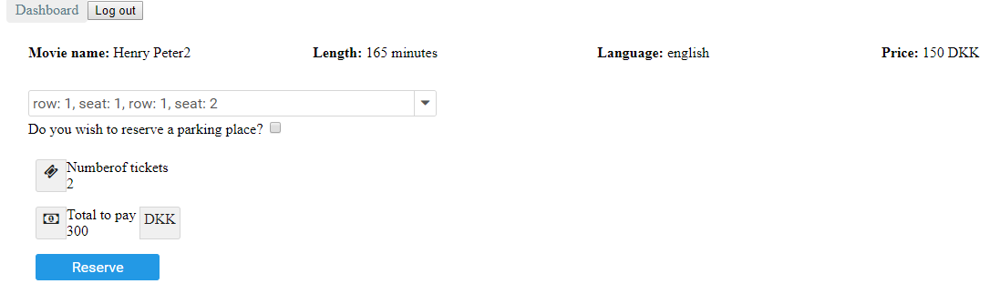 Dashboard Log out
Movie name: Henry Peter2 Length: 165 minutes Language: english Price: 150 DKK
row: 1, seat: 1, row: 1, seat: 2
Do you wish to reserve a parking place?
Numberof tickets
2
Total to pay DKK
300
Reserve